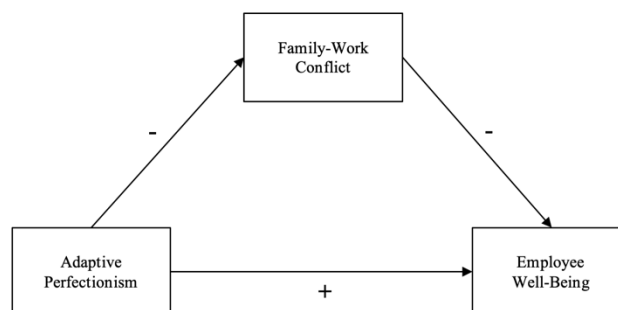 Family-Work
Conflict
-
-
Adaptive
Perfectionism
+
Employee
Well-Being